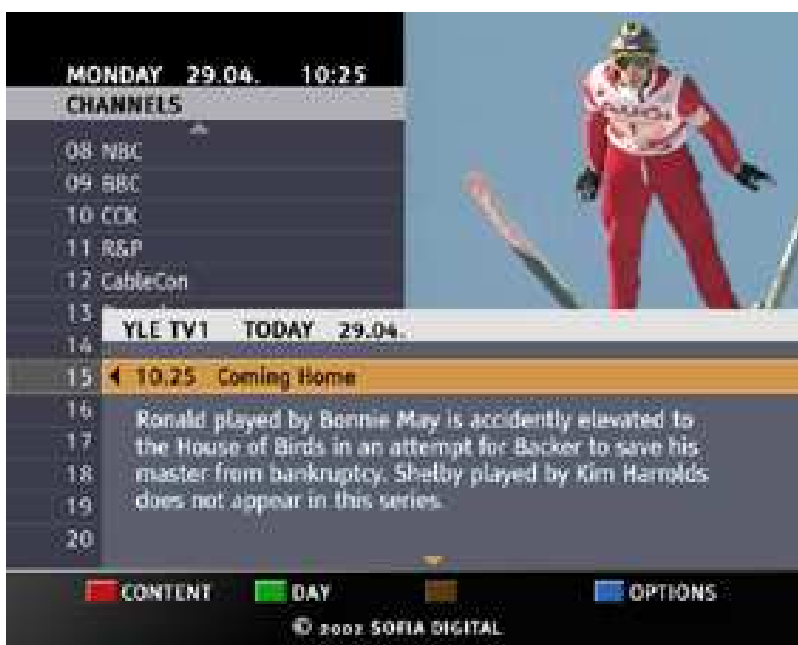 MONDAY 29.04. 10:25
CHANNELS
08 NBC
09 BBC
10 CCK
11 R&P
12 CableCon
13
YLE TV1 TODAY 29.04.
14
15 10.25 Coming Home
16
Ronald played by Bonnie May is accidently elevated to
17
the House of Birds in an attempt for Backer to save his
18
master from bankruptcy. Shelby played by Kim Harrolds
19
does not appear in this series.
20
CONTENT DAY OPTIONS
© 2002 SOFIA DIGITAL